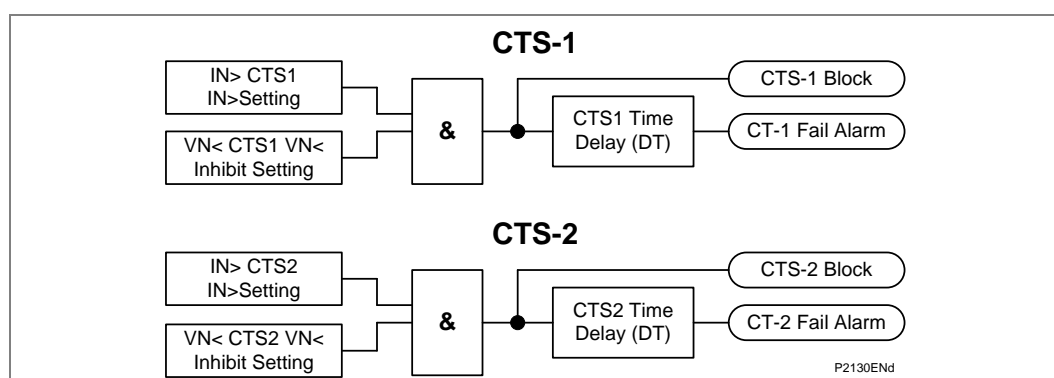 CTS-1
IN> CTS1
IN>Setting
VN< CTS1 VN<
Inhibit Setting
&
CTS1 Time
Delay (DT)
CTS-1 Block
CT-1 Fail Alarm
CTS-2
IN> CTS2
IN>Setting
VN< CTS2 VN<
Inhibit Setting
&
CTS2 Time
Delay (DT)
CTS-2 Block
CT-2 Fail Alarm
P2130ENd